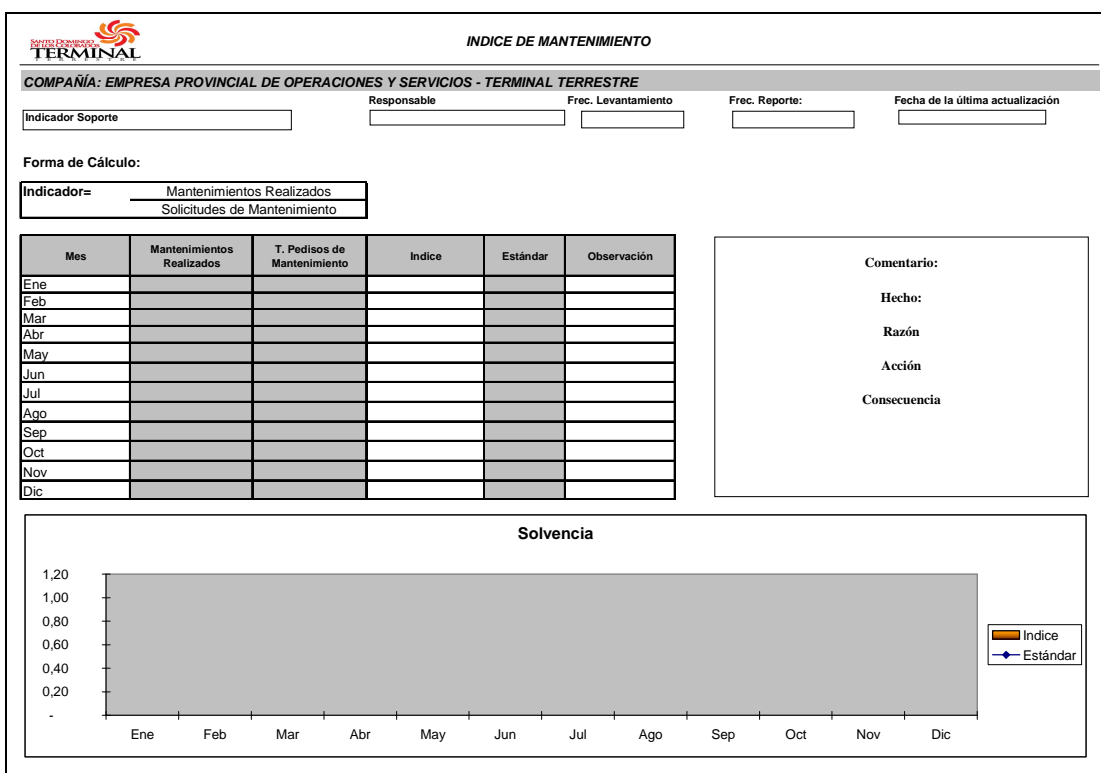 SANTO DOMINGO
DE LOS COLORADOS
TERMINAL
TERRESTRE
INDICE DE MANTENIMIENTO
COMPAÑÍA: EMPRESA PROVINCIAL DE OPERACIONES Y SERVICIOS - TERMINAL TERRESTRE
Responsable Frec. Levantamiento Frec. Reporte: Fecha de la última actualización
Indicador Soporte
Forma de Cálculo:
Indicador= Mantenimientos Realizados
Solicitudes de Mantenimiento
Mes Mantenimientos Realizados T. Pedisos de Mantenimiento Indice Estándar Observación
Ene
Feb
Mar
Abr
May
Jun
Jul
Ago
Sep
Oct
Nov
Dic
Comentario:
Hecho:
Razón
Acción
Consecuencia
Solvencia
1,20
1,00
0,80
0,60
0,40
0,20
-
Ene Feb Mar Abr May Jun Jul Ago Sep Oct Nov Dic
Indice
Estándar